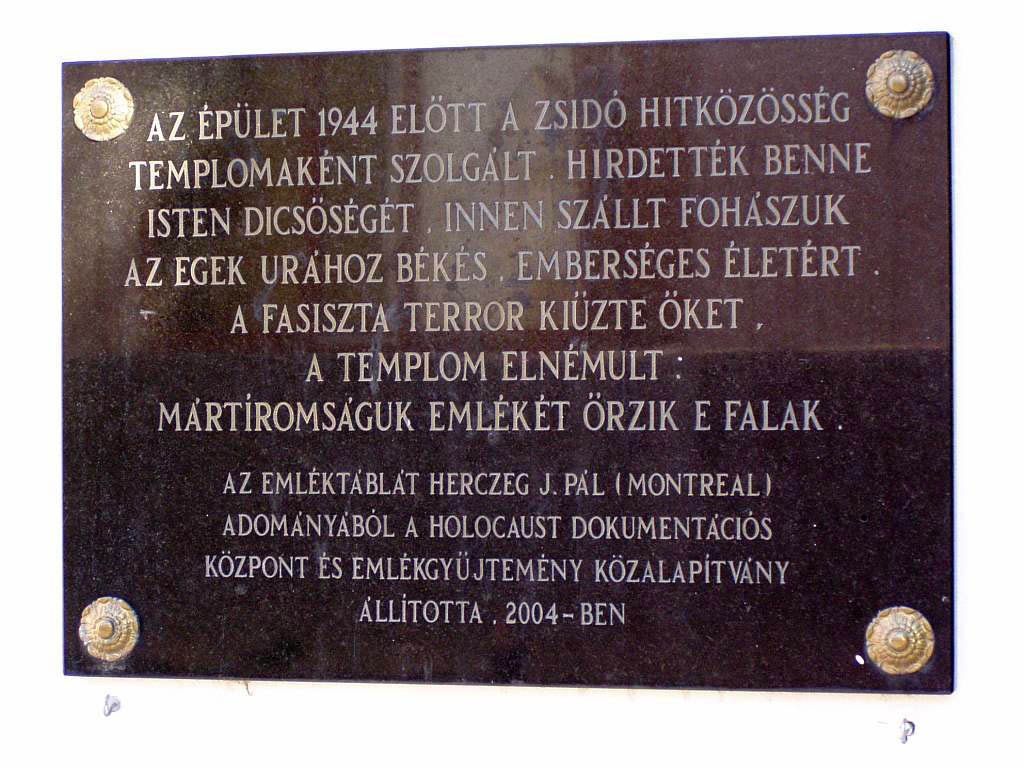 AZ ÉPÜLET 1944 ELŐTT A ZSIDÓ HITKÖZÖSSÉG
TEMPLOMAKÉNT SZOLGÁLT . HIRDETTÉK BENNE
ISTEN DICSŐSÉGÉT , INNEN SZÁLLT FOHÁSZUK
AZ EGEK URÁHOZ BÉKÉS , EMBERSÉGES ÉLETÉRT .
A FASISZTA TERROR KIŰZTE ŐKET ,
A TEMPLOM ELNÉMULT :
MÁRTÍROMSÁGUK EMLÉKÉT ŐRZIK E FALAK .
AZ EMLÉKTÁBLÁT HERCZEG J. PÁL (MONTREAL)
ADOMÁNYÁBÓL A HOLOCAUST DOKUMENTÁCIÓS
KÖZPONT ÉS EMLÉKGYŰJTEMÉNY KÖZALAPÍTVÁNY
ÁLLÍTOTTA , 2004-BEN